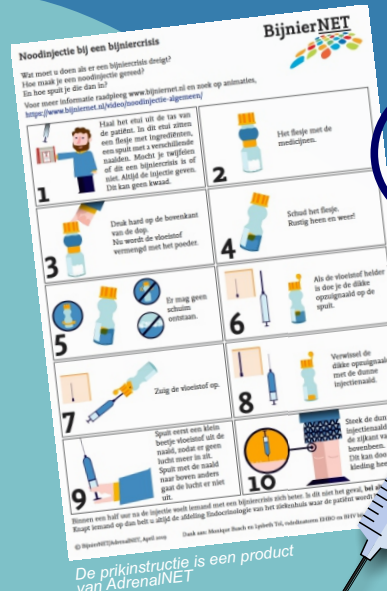 BijnierNET
Noodinjectie bij een bijniercrisis
Wat moet u doen als er een bijniercrisis dreigt?
Hoe maak je een noodinjectie gereed?
En hoe spuit je die dan in?
Voor meer informatie raadpleeg www.bijniernet.nl en zoek op animaties,
https://www.bijniernet.nl/video/noodinjectie-algemeen/
1
Haal het etui uit de tas van
de patiënt. In dit etui zitten
een flesje met ingrediënten,
een spuit met 2 verschillende
naalden. Mocht je twijfelen
of dit een bijniercrisis is of
niet. Altijd de injectie geven.
Dit kan geen kwaad.
2
Het flesje met de
medicijnen.
3
Druk hard op de bovenkant
van de dop.
Nu wordt de vloeistof
vermengd met het poeder.
4
Schud het flesje.
Rustig heen en weer!
5
Er mag geen
schuim
ontstaan.
6
Als de vloeistof helder
is doe je de dikke
opzuignaald op de
spuit.
7
Zuig de vloeistof op.
8
Verwissel de
dikke opzuignaald
met de dunne
injectienaald.
9
Spuit eerst een klein
beetje vloeistof uit de
naald, zodat er geen
lucht meer in zit.
Spuit met de naald
naar boven anders
gaat de lucht er niet
uit.
10
Steek de dun
injectienaald
de zijkant va
bovenbeen.
Dit kan doo
kleding hee
Binnen een half uur na de injectie voelt iemand met een bijniercrisis zich beter. Is dit niet het geval, bel al
Knapt iemand op dan belt u altijd de afdeling Endocrinologie van het ziekenhuis waar de patiënt wordt
© BijnierNET/AdrenalNET, April 2019
Dank aan: Monique Busch en Lysbeth Tol, coördinatoren EHBO en BHV
De prikinstructie is een product
van AdrenalNET